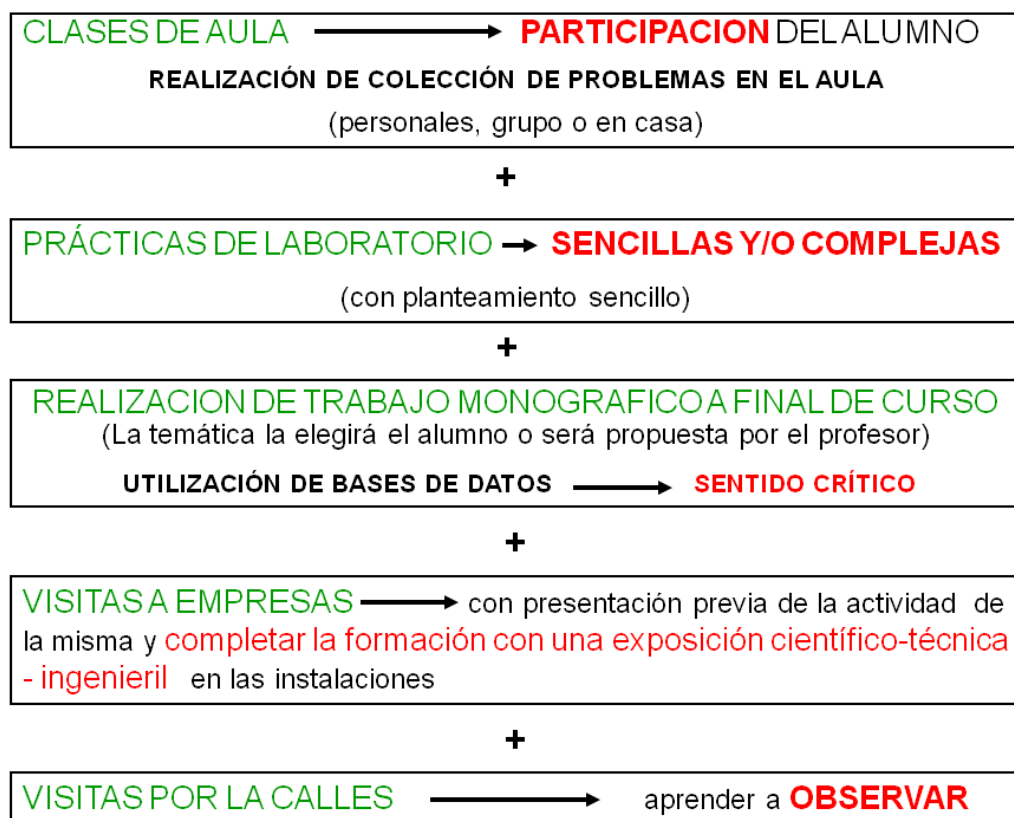 CLASES DE AULA PARTICIPACION DEL ALUMNO
REALIZACIÓN DE COLECCIÓN DE PROBLEMAS EN EL AULA
(personales, grupo o en casa)
+
PRÁCTICAS DE LABORATORIO SENCILLAS Y/O COMPLEJAS
(con planteamiento sencillo)
+
REALIZACION DE TRABAJO MONOGRAFICO A FINAL DE CURSO
(La temática la elegirá el alumno o será propuesta por el profesor)
UTILIZACIÓN DE BASES DE DATOS SENTIDO CRÍTICO
+
VISITAS A EMPRESAS con presentación previa de la actividad de
la misma y completar la formación con una exposición científico-técnica
- ingenieril en las instalaciones
+
VISITAS POR LA CALLES aprender a OBSERVAR